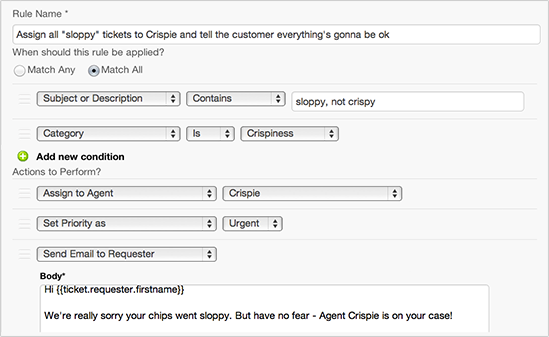 Rule Name *
Assign all "sloppy" tickets to Crispie and tell the customer everything's gonna be ok
When should this rule be applied?
Match Any Match All
Subject or Description Contains sloppy, not crispy
Category Is Crispiness
Add new condition
Actions to Perform?
Assign to Agent Crispie
Set Priority as Urgent
Send Email to Requester
Body*
Hi {{ticket.requester.firstname}}
We're really sorry your chips went sloppy. But have no fear - Agent Crispie is on your case!